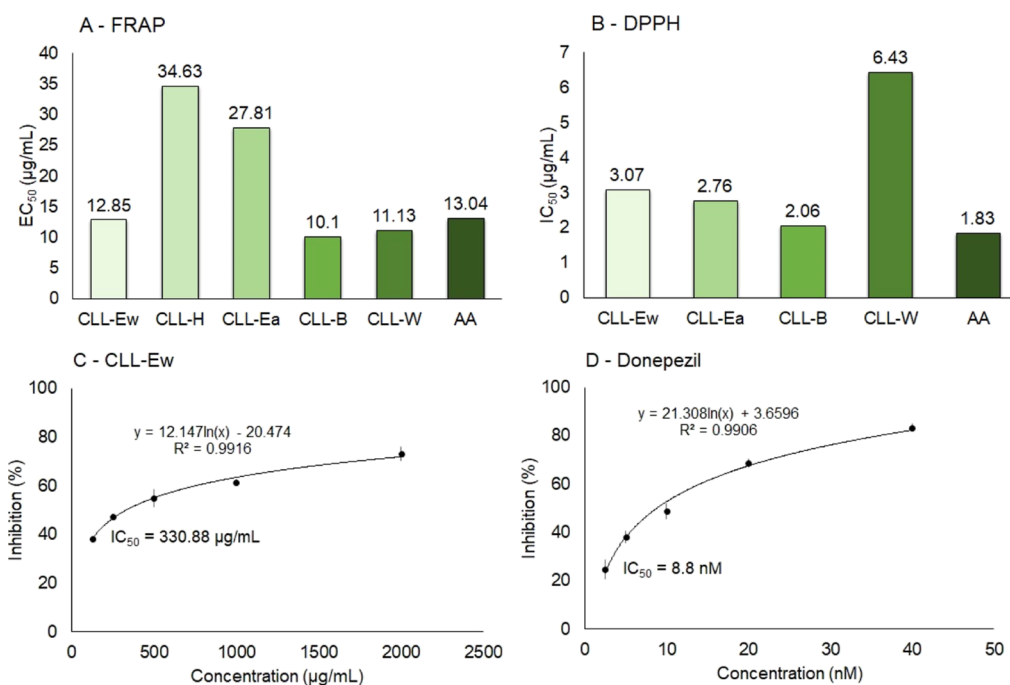 A - FRAP
EC₅₀ (µg/mL)
40
35
30
25
20
15
10
5
0
12.85
34.63
27.81
10.1
11.13
13.04
CLL-Ew CLL-H CLL-Ea CLL-B CLL-W AA
B - DPPH
IC₅₀ (µg/mL)
7
6
5
4
3
2
1
0
3.07
2.76
2.06
6.43
1.83
CLL-Ew CLL-Ea CLL-B CLL-W AA
C - CLL-Ew
Inhibition (%)
100
80
60
40
20
0
y = 12.147ln(x) - 20.474
R² = 0.9916
IC₅₀ = 330.88 µg/mL
0 500 1000 1500 2000 2500
Concentration (µg/mL)
D - Donepezil
Inhibition (%)
100
80
60
40
20
0
y = 21.308ln(x) + 3.6596
R² = 0.9906
IC₅₀ = 8.8 nM
0 10 20 30 40 50
Concentration (nM)